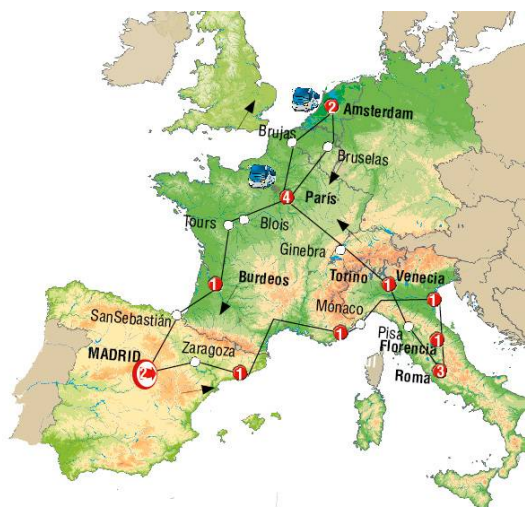 2 Amsterdam
Brujas
Bruselas
4
París
Tours
Blois
Ginebra
1 Burdeos
Torino 1 Venecia
SanSebastián
Mónaco
1
1
Pisa
1
Florencia
MADRID
Zaragoza
2
1
Roma 3